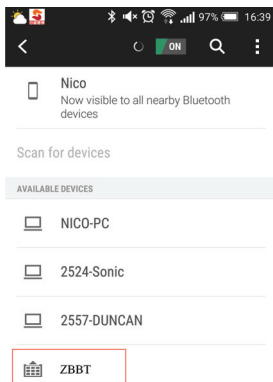 97% 16:39
ON
Nico
Now visible to all nearby Bluetooth
devices
Scan for devices
AVAILABLE DEVICES
NICO-PC
2524-Sonic
2557-DUNCAN
ZBBT